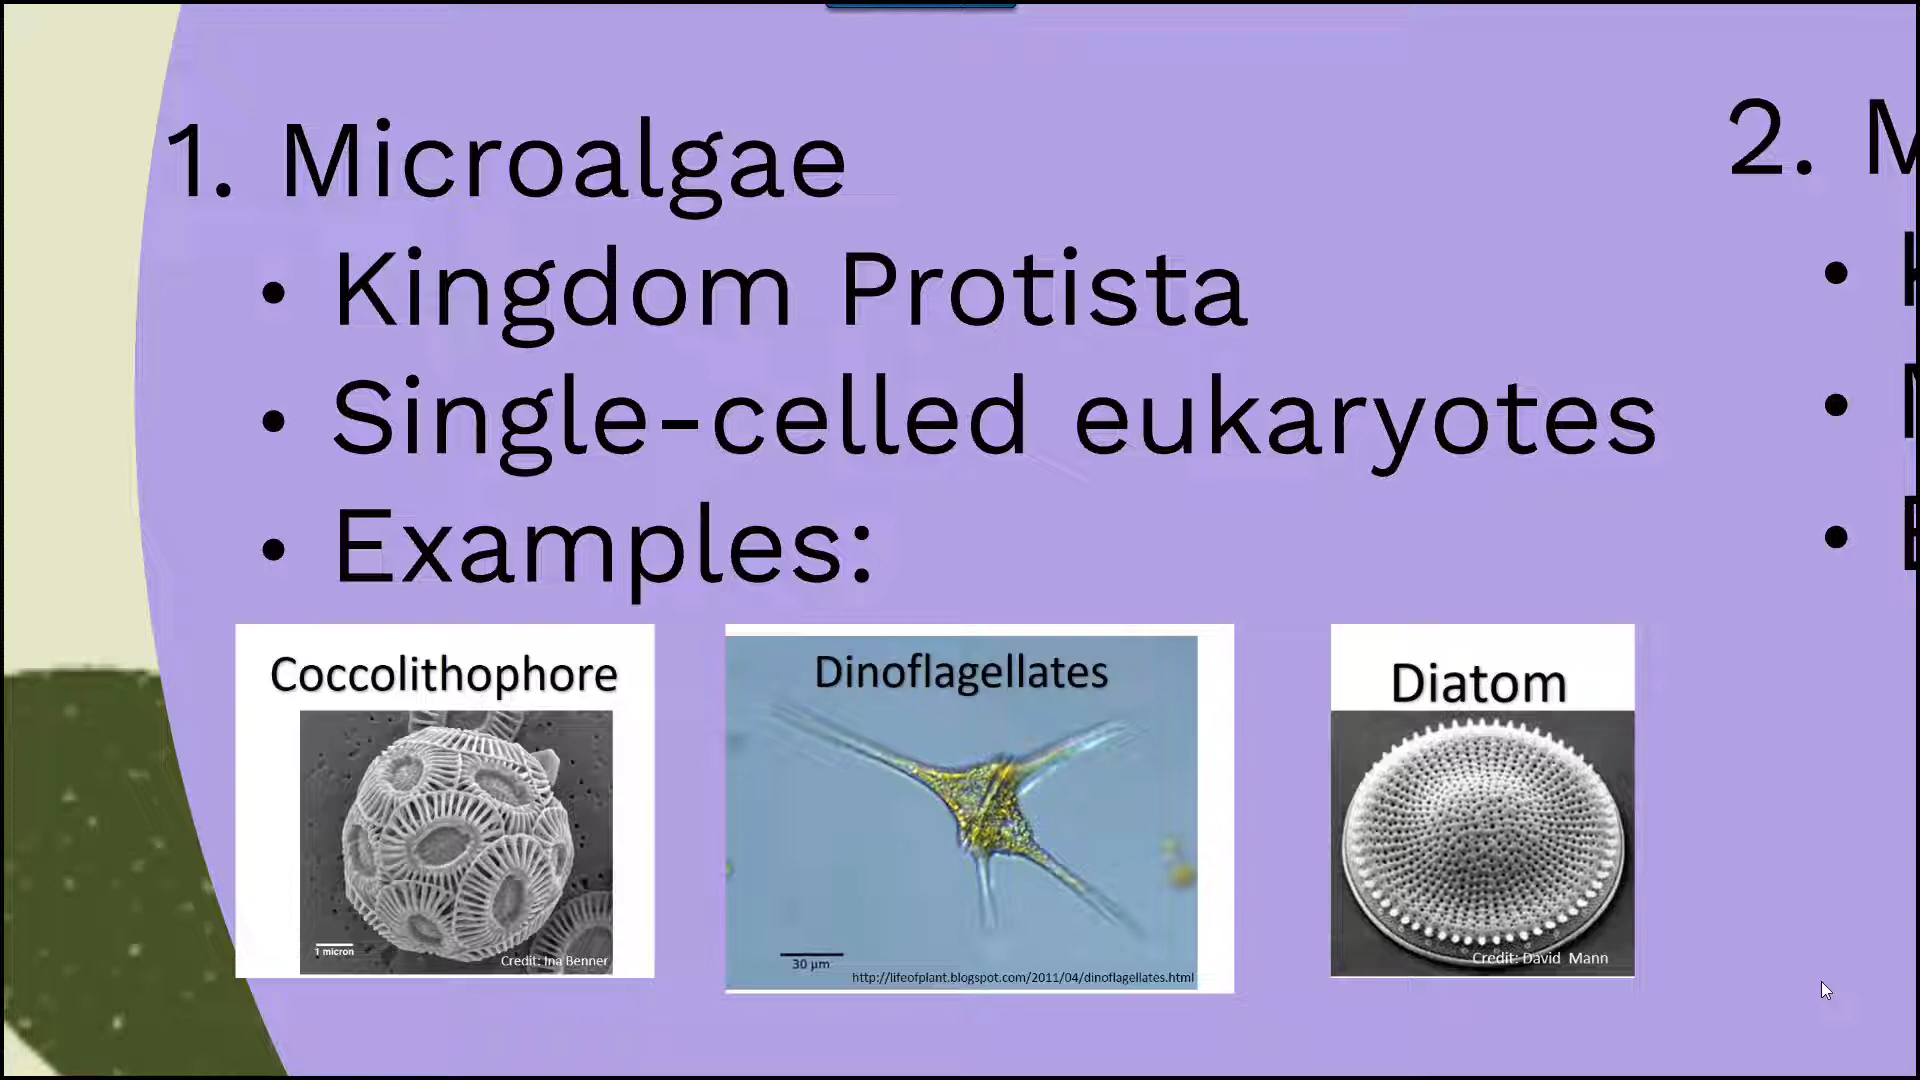 1. Microalgae
• Kingdom Protista
• Single-celled eukaryotes
• Examples:
2.
Coccolithophore
1 micron
Credit: Ina Benner
Dinoflagellates
30 µm
http://lifeofplant.blogspot.com/2011/04/dinoflagellates.html
Diatom
Credit: David Mann